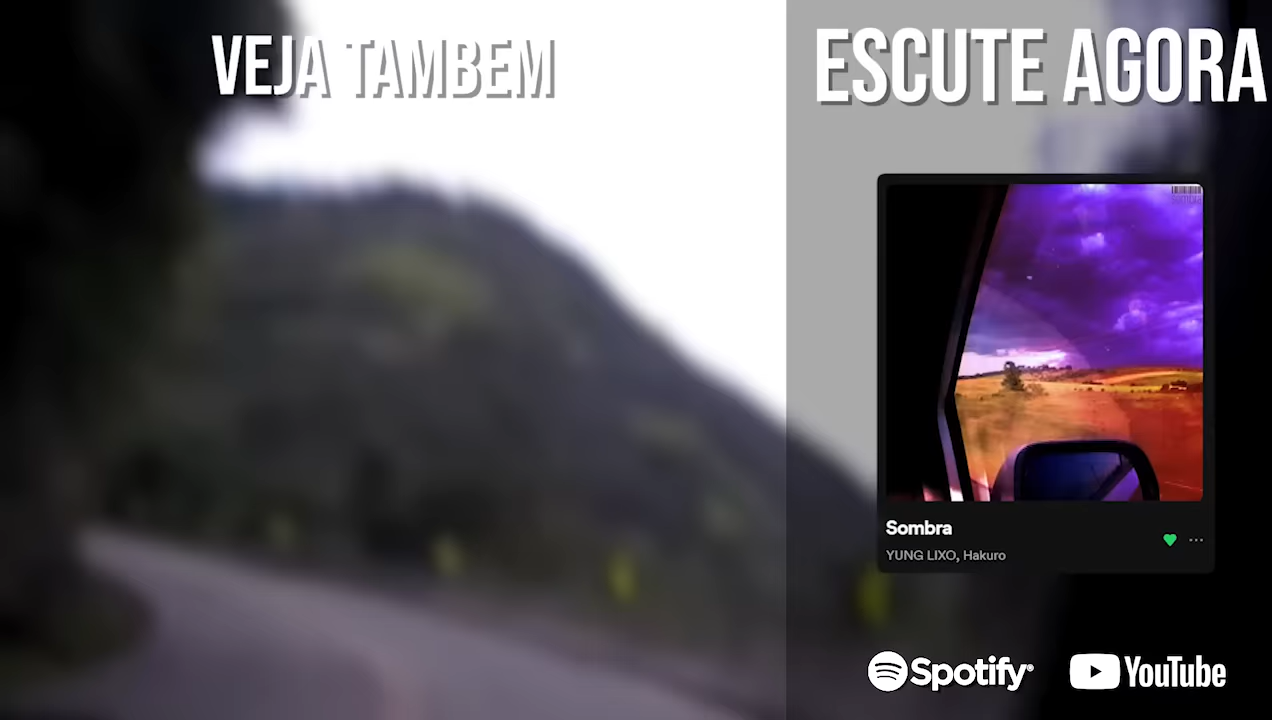 VEJA TAMBEM
ESCUTE AGORA
Sombra
YUNG LIXO, Hakuro
Spotify
YouTube